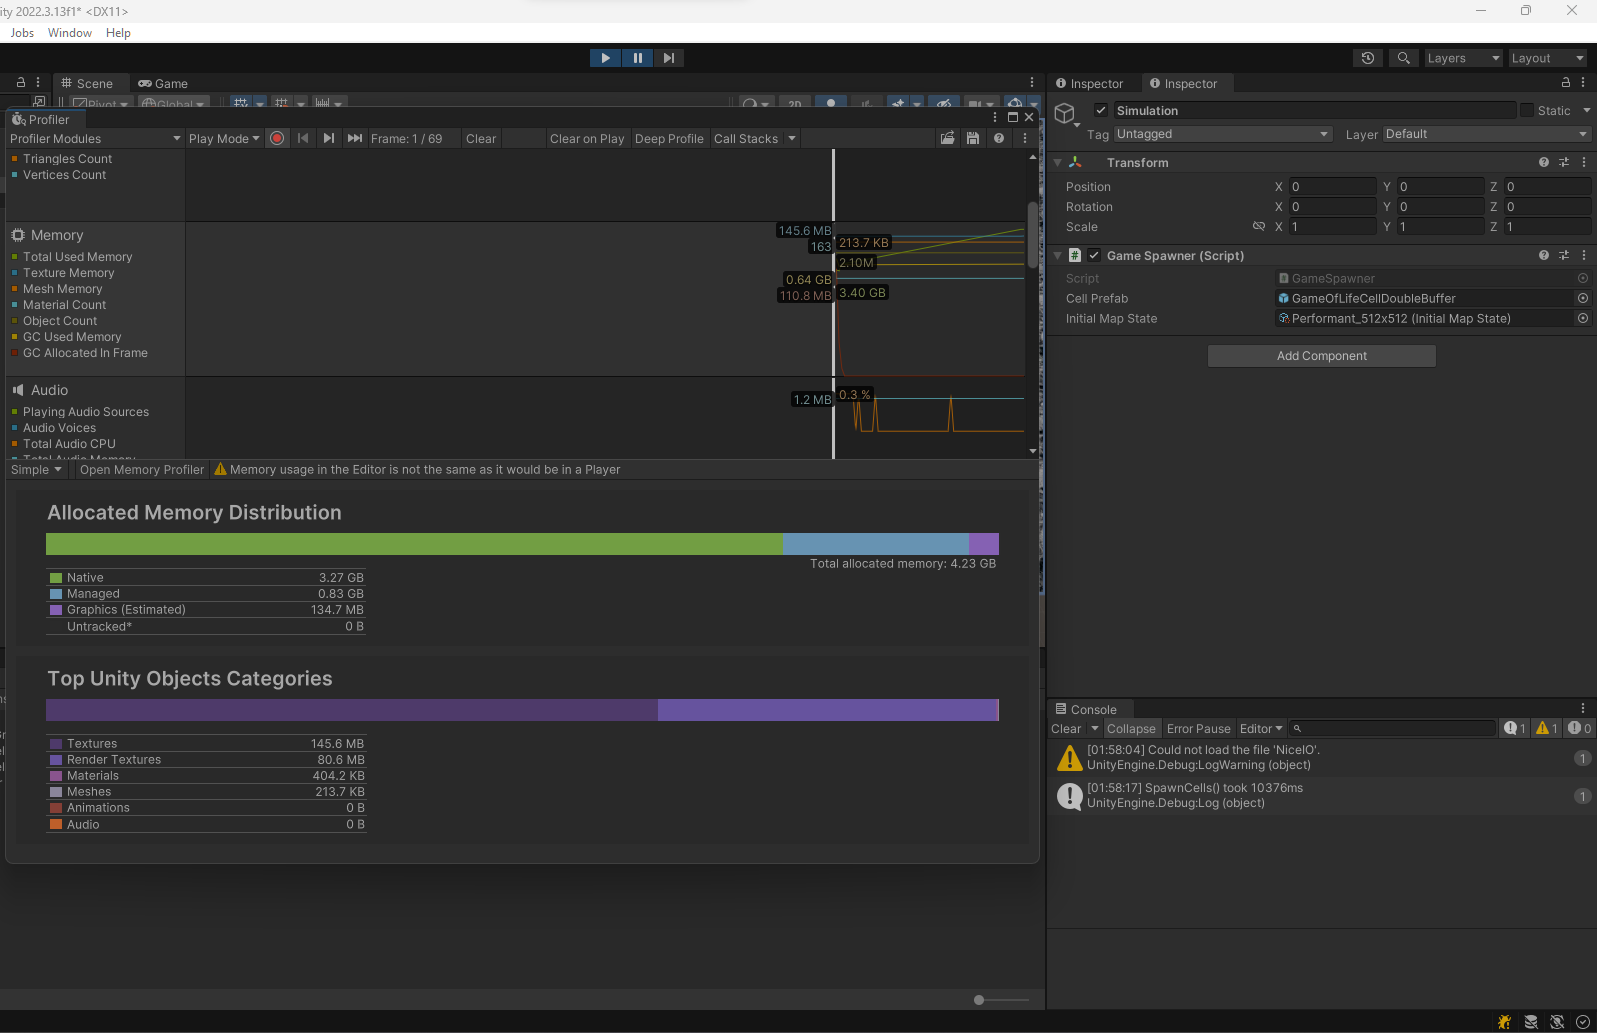 ity 2022.3.13f1* <DX11>
Jobs Window Help
Layers Layout
Scene Game
Inspector Inspector
Pivot Global 2D
Simulation Static
Tag Untagged Layer Default
Profiler
Profiler Modules Play Mode Frame: 1 / 69 Clear Clear on Play Deep Profile Call Stacks
Triangles Count
Vertices Count
Memory
Total Used Memory
Texture Memory
Mesh Memory
Material Count
Object Count
GC Used Memory
GC Allocated In Frame
145.6 MB
163
213.7 KB
2.10M
0.64 GB
110.8 MB
3.40 GB
Audio
Playing Audio Sources
Audio Voices
Total Audio CPU
Total Audio Memory
1.2 MB
0.3 %
Simple Open Memory Profiler Memory usage in the Editor is not the same as it would be in a Player
Allocated Memory Distribution
Total allocated memory: 4.23 GB
Native 3.27 GB
Managed 0.83 GB
Graphics (Estimated) 134.7 MB
Untracked* 0 B
Top Unity Objects Categories
Textures 145.6 MB
Render Textures 80.6 MB
Materials 404.2 KB
Meshes 213.7 KB
Animations 0 B
Audio 0 B
Transform
Position X 0 Y 0 Z 0
Rotation X 0 Y 0 Z 0
Scale X 1 Y 1 Z 1
# Game Spawner (Script)
Script GameSpawner
Cell Prefab GameOfLifeCellDoubleBuffer
Initial Map State Performant_512x512 (Initial Map State)
Add Component
Console
Clear Collapse Error Pause Editor 1 1 0
[01:58:04] Could not load the file 'NiceIO'.
UnityEngine.Debug:LogWarning (object)
1
[01:58:17] SpawnCells() took 10376ms
UnityEngine.Debug:Log (object)
1